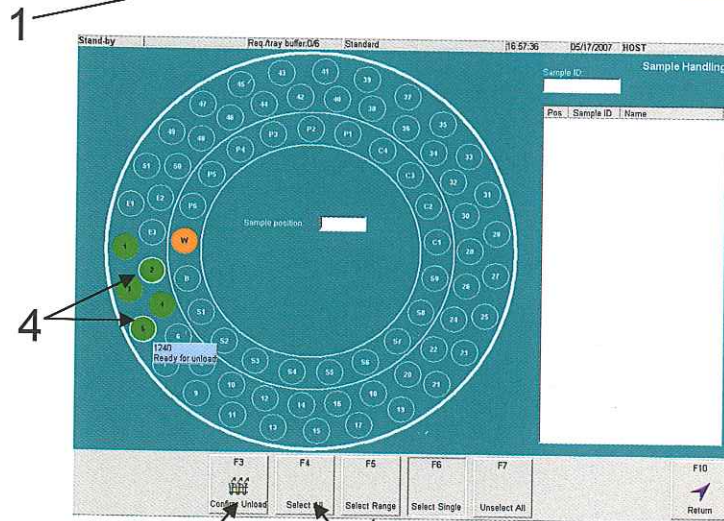 1
Stand-by Req./tray buffer:0/6 Standard 16:57:36 05/17/2007 HOST
Sample Handling
Sample ID:
Pos Sample ID Name
45 43 41 39 37
47 44 42 40 38 35
49 46 36 33
48 P3 P2 P1 34
51 50 P4 C4 32 31
P5 C3
E1 E2 P6 C2 30 29
E3 W Sample position: C1 28
1 2 B S9 26 27
3 4 S1 S8 24 25
5 6 S2 S7 22 23
1240
Ready for unload
S3 S4 S5 S6 20 21
9 10 12 14 16 18 19
11 13 15 17
4
F3 F4 F5 F6 F7 F10
Confirm Unload Select All Select Range Select Single Unselect All Return